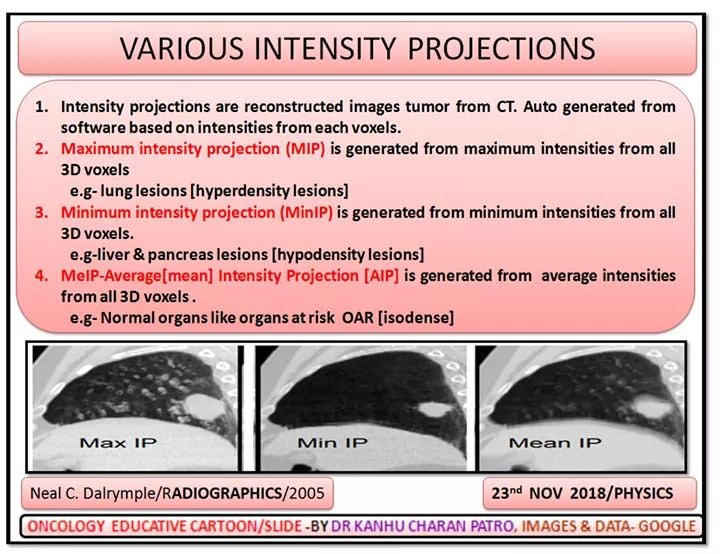 VARIOUS INTENSITY PROJECTIONS
1. Intensity projections are reconstructed images tumor from CT. Auto generated from
software based on intensities from each voxels.
2. Maximum intensity projection (MIP) is generated from maximum intensities from all
3D voxels
e.g- lung lesions [hyperdensity lesions]
3. Minimum intensity projection (MinIP) is generated from minimum intensities from all
3D voxels.
e.g-liver & pancreas lesions [hypodensity lesions]
4. MeIP-Average[mean] Intensity Projection [AIP] is generated from average intensities
from all 3D voxels .
e.g- Normal organs like organs at risk OAR [isodense]
Max IP
Min IP
Mean IP
Neal C. Dalrymple/RADIOGRAPHICS/2005
23nd NOV 2018/PHYSICS
ONCOLOGY EDUCATIVE CARTOON/SLIDE -BY DR KANHU CHARAN PATRO, IMAGES & DATA- GOOGLE